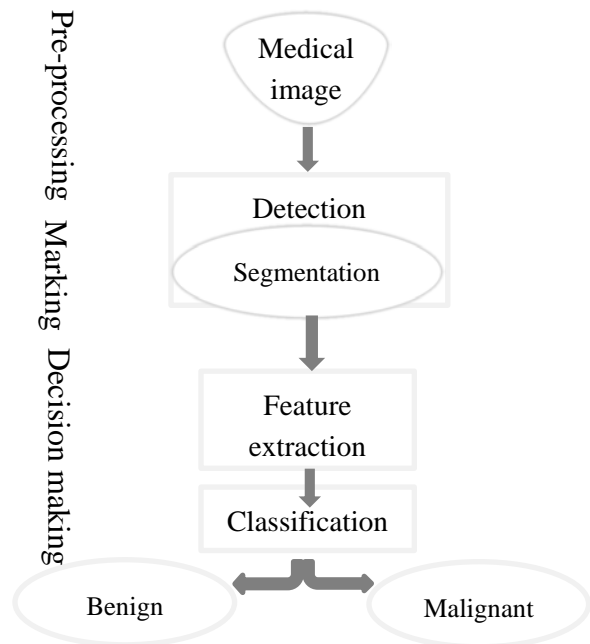 Pre-processing Marking Decision making
Medical
image
Detection
Segmentation
Feature
extraction
Classification
Benign
Malignant